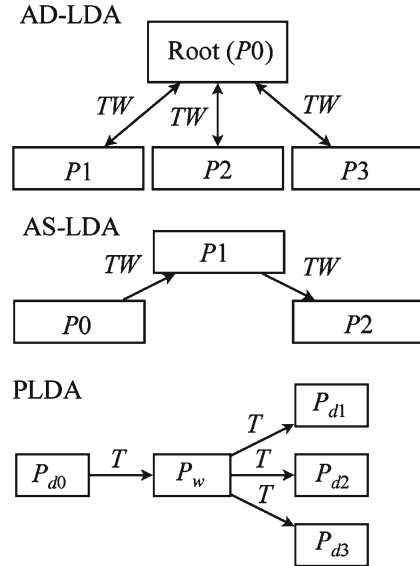 AD-LDA
Root (P0)
TW TW TW
P1 P2 P3
AS-LDA
P1
TW TW
P0 P2
PLDA
Pd1
T
Pd0 T Pw T Pd2
T
Pd3